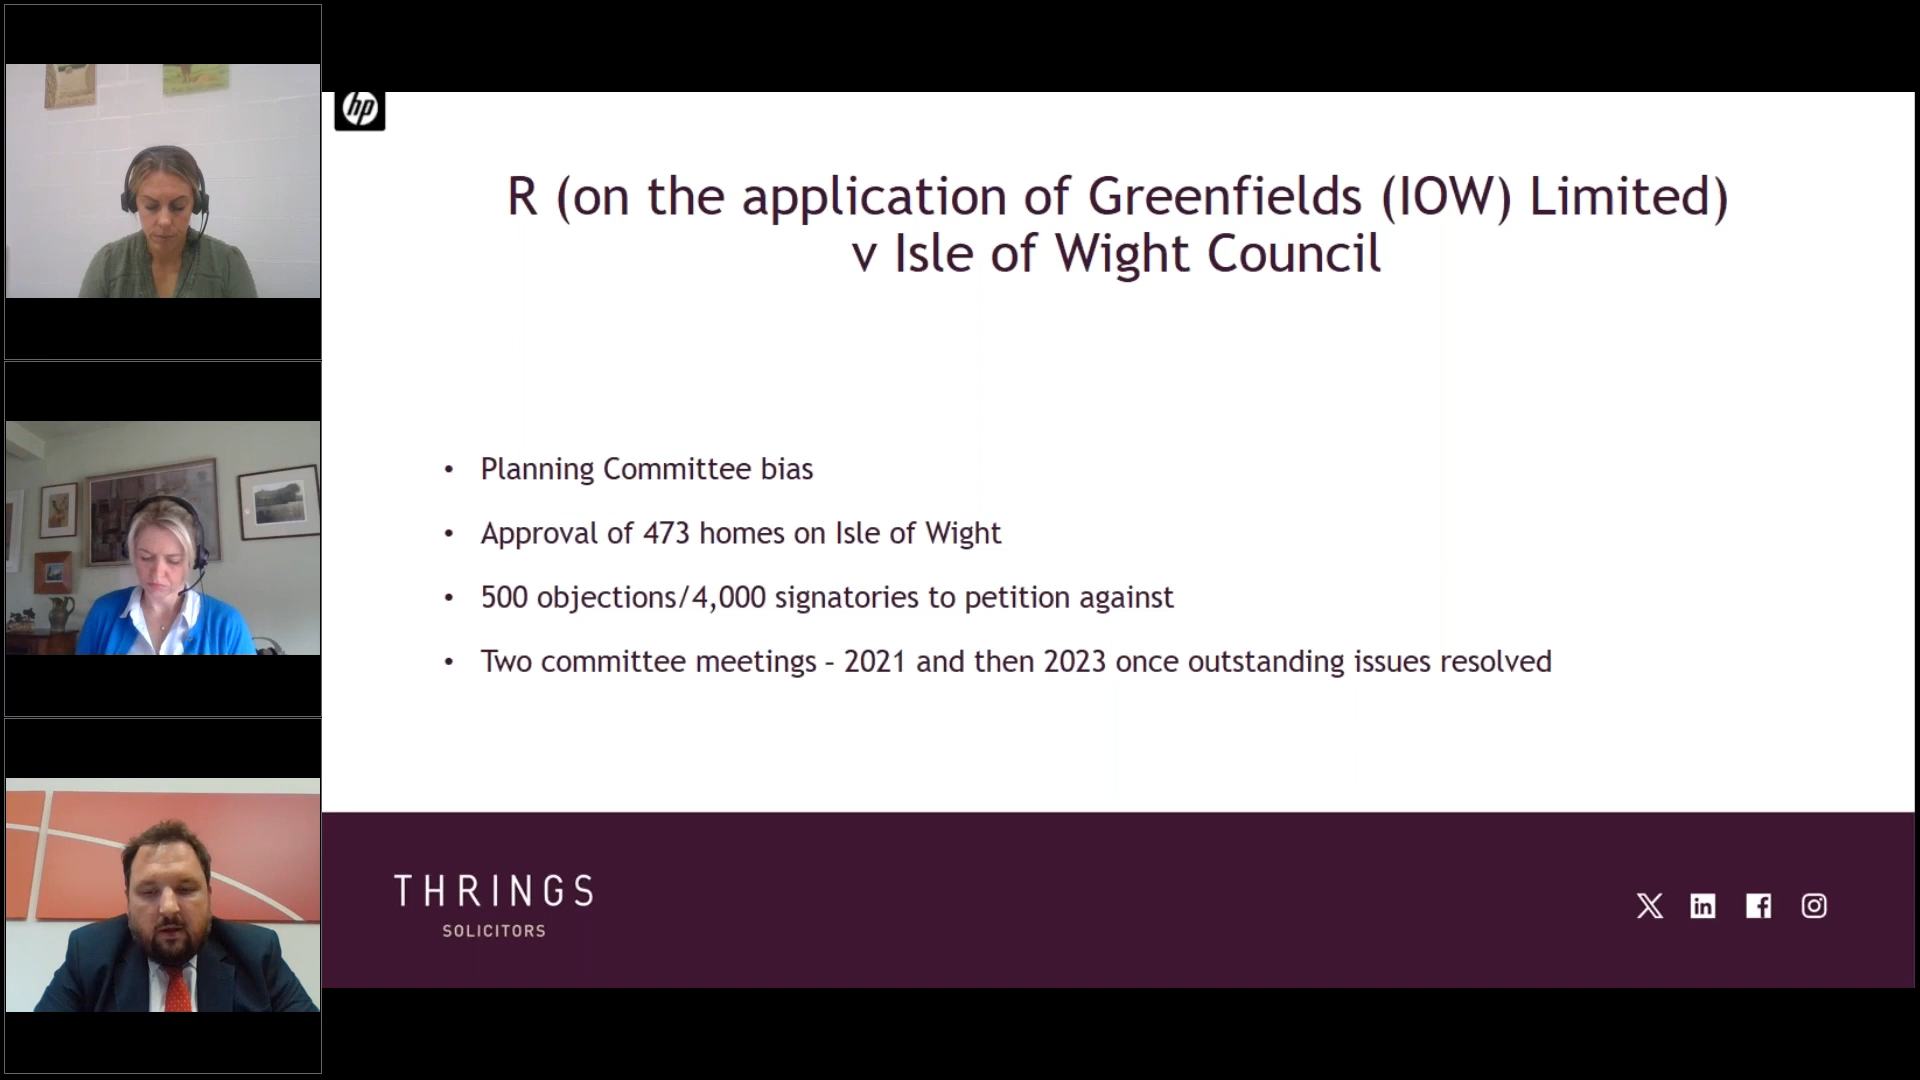 hp
R (on the application of Greenfields (IOW) Limited)
v Isle of Wight Council
• Planning Committee bias
• Approval of 473 homes on Isle of Wight
• 500 objections/4,000 signatories to petition against
• Two committee meetings – 2021 and then 2023 once outstanding issues resolved
THRINGS
SOLICITORS